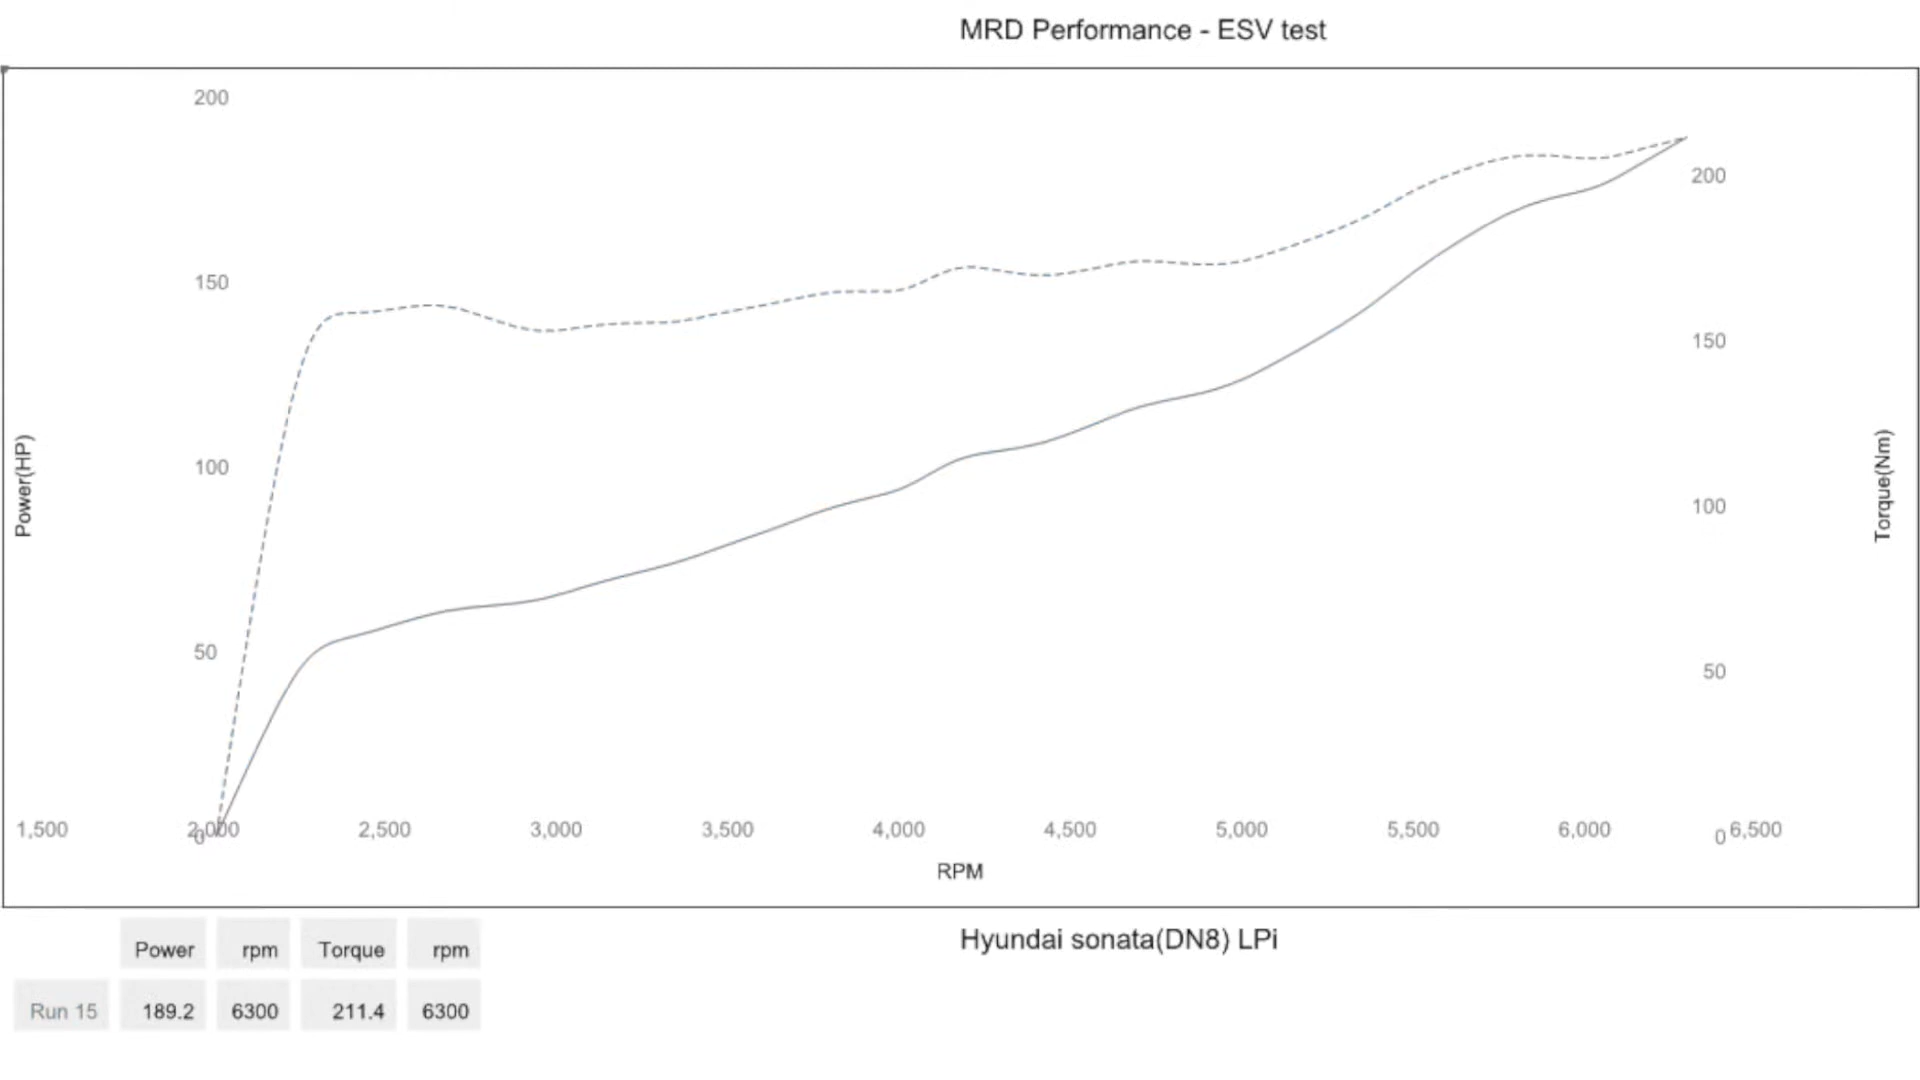 MRD Performance - ESV test
200
150
100
50
0
Power(HP)
200
150
100
50
0
Torque(Nm)
1,500 2,000 2,500 3,000 3,500 4,000 4,500 5,000 5,500 6,000 6,500
RPM
Hyundai sonata(DN8) LPi
Power rpm Torque rpm
Run 15 189.2 6300 211.4 6300